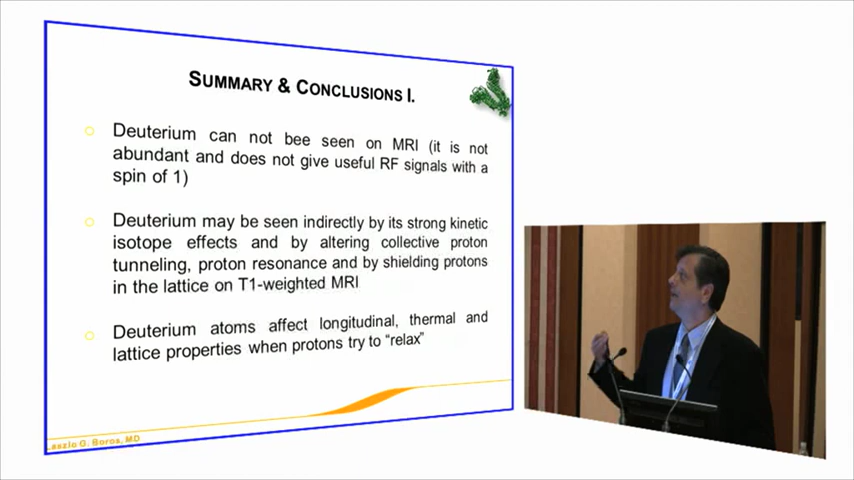 SUMMARY & CONCLUSIONS I.
Deuterium can not bee seen on MRI (it is not
abundant and does not give useful RF signals with a
spin of 1)
Deuterium may be seen indirectly by its strong kinetic
isotope effects and by altering collective proton
tunneling, proton resonance and by shielding protons
in the lattice on T1-weighted MRI
Deuterium atoms affect longitudinal, thermal and
lattice properties when protons try to “relax”
Laszlo G. Boros, MD